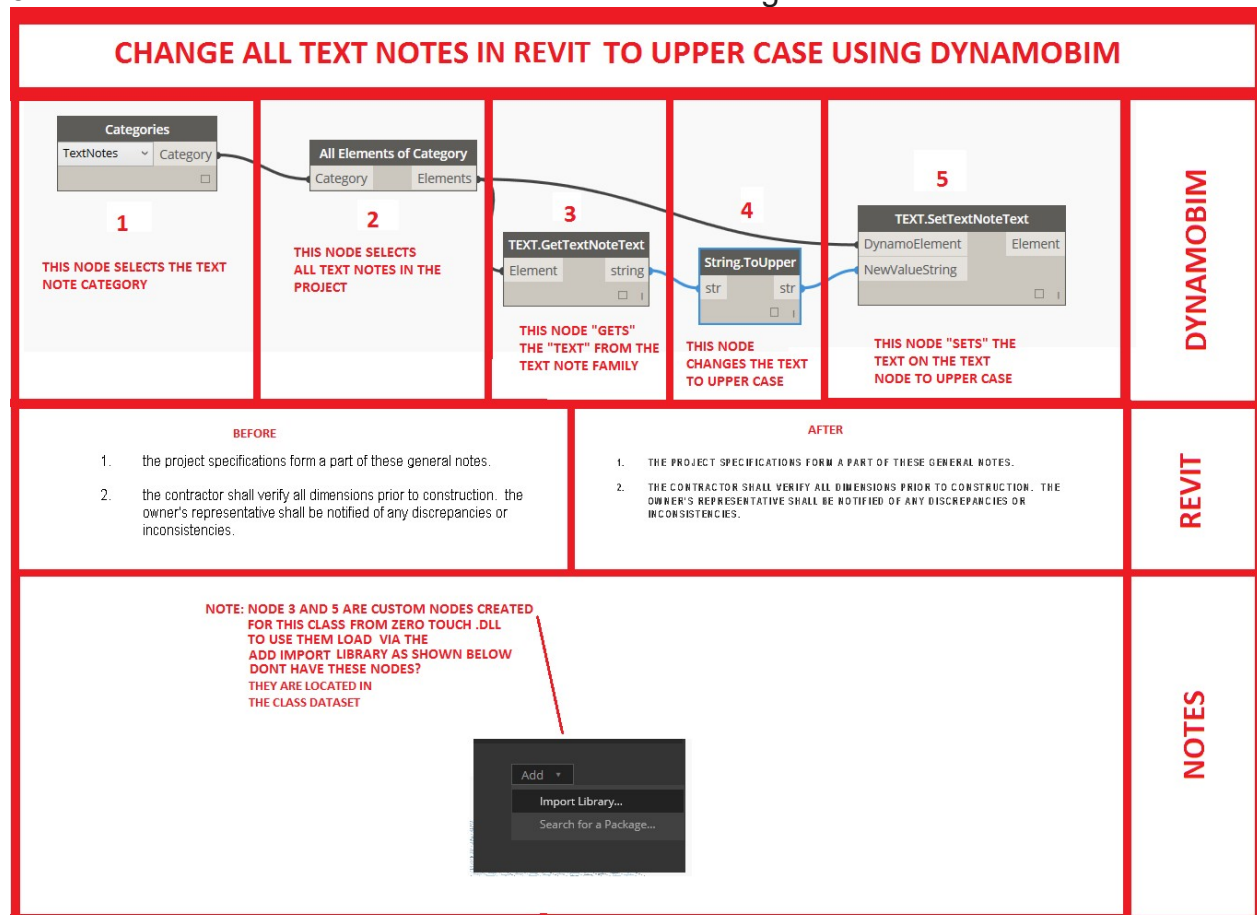 CHANGE ALL TEXT NOTES IN REVIT TO UPPER CASE USING DYNAMOBIM
Categories
TextNotes Category
1
THIS NODE SELECTS THE TEXT
NOTE CATEGORY
All Elements of Category
Category Elements
2
THIS NODE SELECTS
ALL TEXT NOTES IN THE
PROJECT
3
TEXT.GetTextNoteText
Element string
THIS NODE "GETS"
THE "TEXT" FROM THE
TEXT NOTE FAMILY
4
String.ToUpper
str str
THIS NODE
CHANGES THE TEXT
TO UPPER CASE
5
TEXT.SetTextNoteText
DynamoElement Element
NewValueString
THIS NODE "SETS" THE
TEXT ON THE TEXT
NODE TO UPPER CASE
DYNAMOBIM
BEFORE
1. the project specifications form a part of these general notes.
2. the contractor shall verify all dimensions prior to construction. the
owner's representative shall be notified of any discrepancies or
inconsistencies.
AFTER
1. THE PROJECT SPECIFICATIONS FORM A PART OF THESE GENERAL NOTES.
2. THE CONTRACTOR SHALL VERIFY ALL DIMENSIONS PRIOR TO CONSTRUCTION. THE
OWNER'S REPRESENTATIVE SHALL BE NOTIFIED OF ANY DISCREPANCIES OR
INCONSISTENCIES.
REVIT
NOTE: NODE 3 AND 5 ARE CUSTOM NODES CREATED
FOR THIS CLASS FROM ZERO TOUCH .DLL
TO USE THEM LOAD VIA THE
ADD IMPORT LIBRARY AS SHOWN BELOW
DONT HAVE THESE NODES?
THEY ARE LOCATED IN
THE CLASS DATASET
Add
Import Library...
Search for a Package...
NOTES